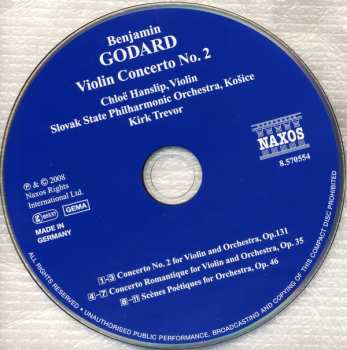 Benjamin
GODARD
Violin Concerto No. 2
Chloë Hanslip, Violin
Slovak State Philharmonic Orchestra, Košice
Kirk Trevor
NAXOS
8.570554
℗ & © 2008
Naxos Rights
International Ltd.
GEMA
MADE IN
GERMANY
1-3 Concerto No. 2 for Violin and Orchestra, Op.131
4-7 Concerto Romantique for Violin and Orchestra, Op. 35
8-11 Scènes Poétiques for Orchestra, Op. 46
ALL RIGHTS RESERVED • UNAUTHORISED PUBLIC PERFORMANCE, BROADCASTING AND COPYING OF THIS COMPACT DISC PROHIBITED